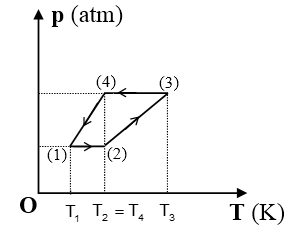 p (atm)
(4) (3)
(1) (2)
O T₁ T₂ = T₄ T₃ T (K)